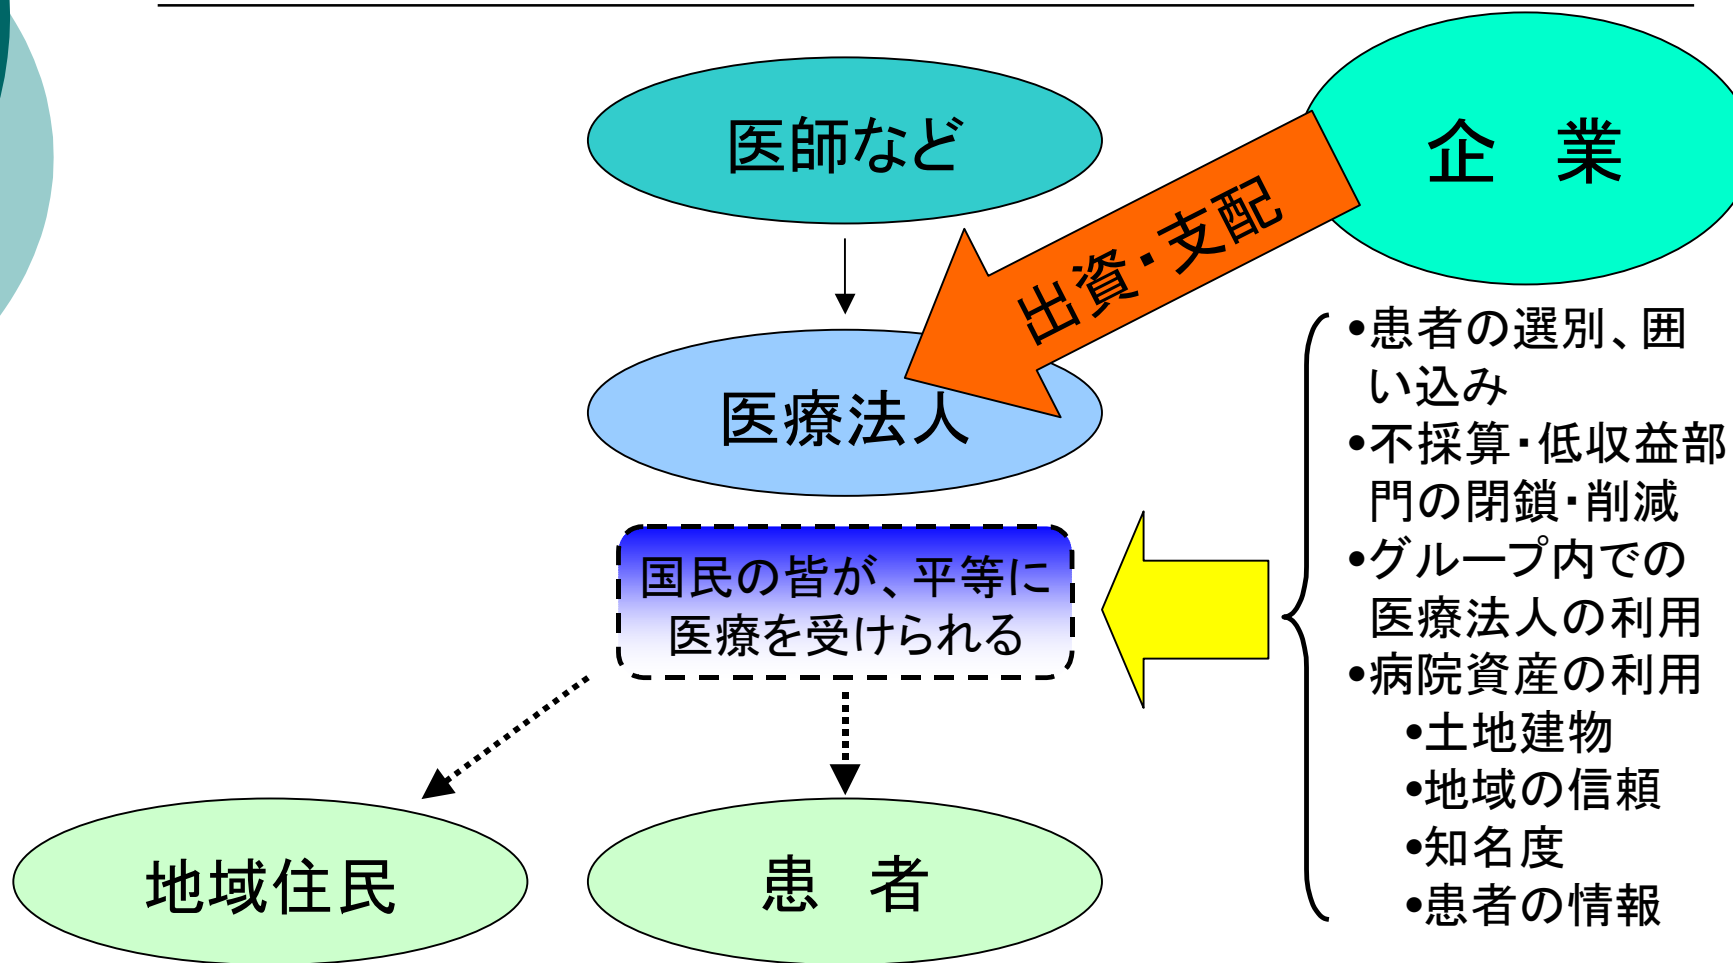 医師など
企　業
出資・支配
医療法人
国民の皆が、平等に
医療を受けられる
•患者の選別、囲
い込み
•不採算・低収益部
門の閉鎖・削減
•グループ内での
医療法人の利用
•病院資産の利用
•土地建物
•地域の信頼
•知名度
•患者の情報
地域住民
患　者